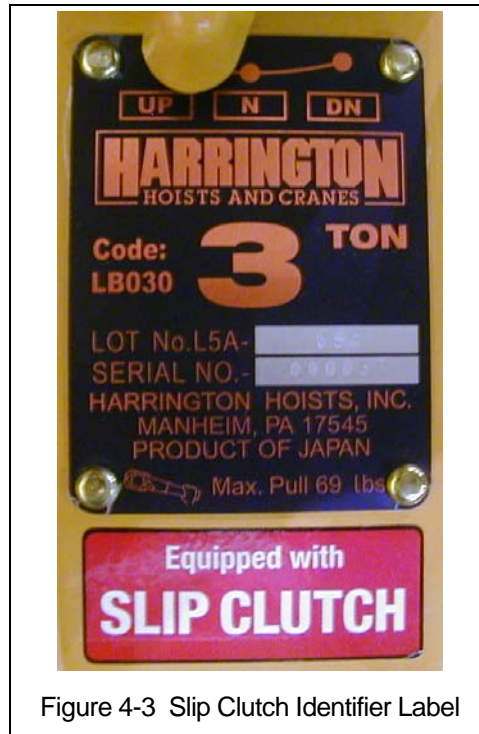 UP N DN
HARRINGTON
HOISTS AND CRANES
Code:
LB030
3 TON
LOT No.L5A-
SERIAL NO.-
HARRINGTON HOISTS, INC.
MANHEIM, PA 17545
PRODUCT OF JAPAN
Max. Pull 69 lbs
Equipped with
SLIP CLUTCH
Figure 4-3 Slip Clutch Identifier Label